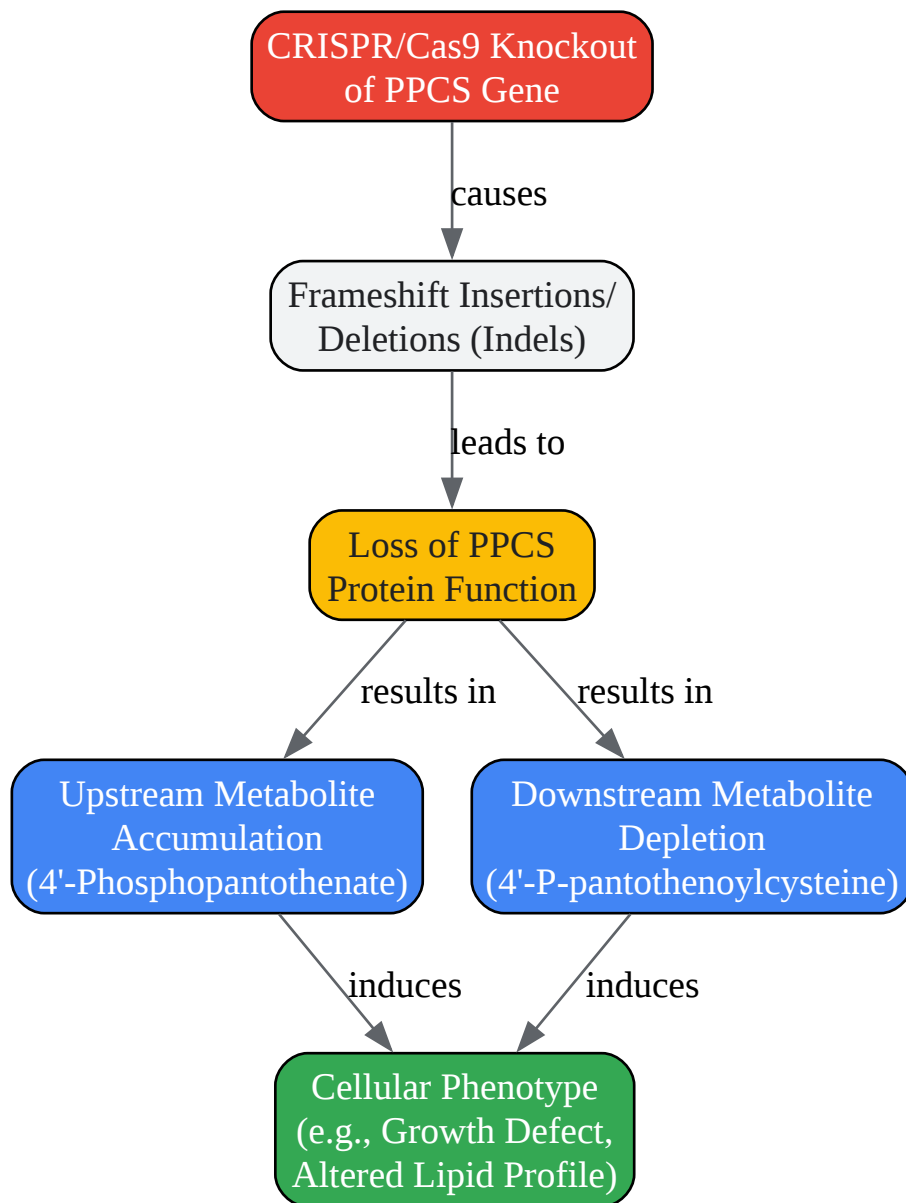 CRISPR/Cas9 Knockout
of PPCS Gene
causes
Frameshift Insertions/
Deletions (Indels)
leads to
Loss of PPCS
Protein Function
results in
results in
Upstream Metabolite
Accumulation
(4'-Phosphopantothenate)
Downstream Metabolite
Depletion
(4'-P-pantothenoylcysteine)
induces
induces
Cellular Phenotype
(e.g., Growth Defect,
Altered Lipid Profile)